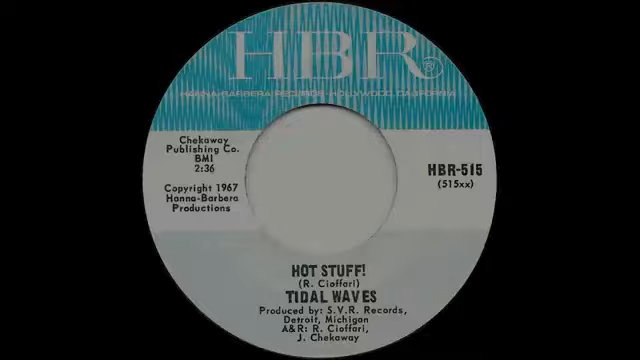 HBR®
HANNA-BARBERA RECORDS · HOLLYWOOD, CALIFORNIA
Chekaway
Publishing Co.
BMI
2:36
Copyright 1967
Hanna-Barbera
Productions
HBR-515
(515xx)
HOT STUFF!
(R. Cioffari)
TIDAL WAVES
Produced by: S.V.R. Records,
Detroit, Michigan
A&R: R. Cioffari,
J. Chekaway